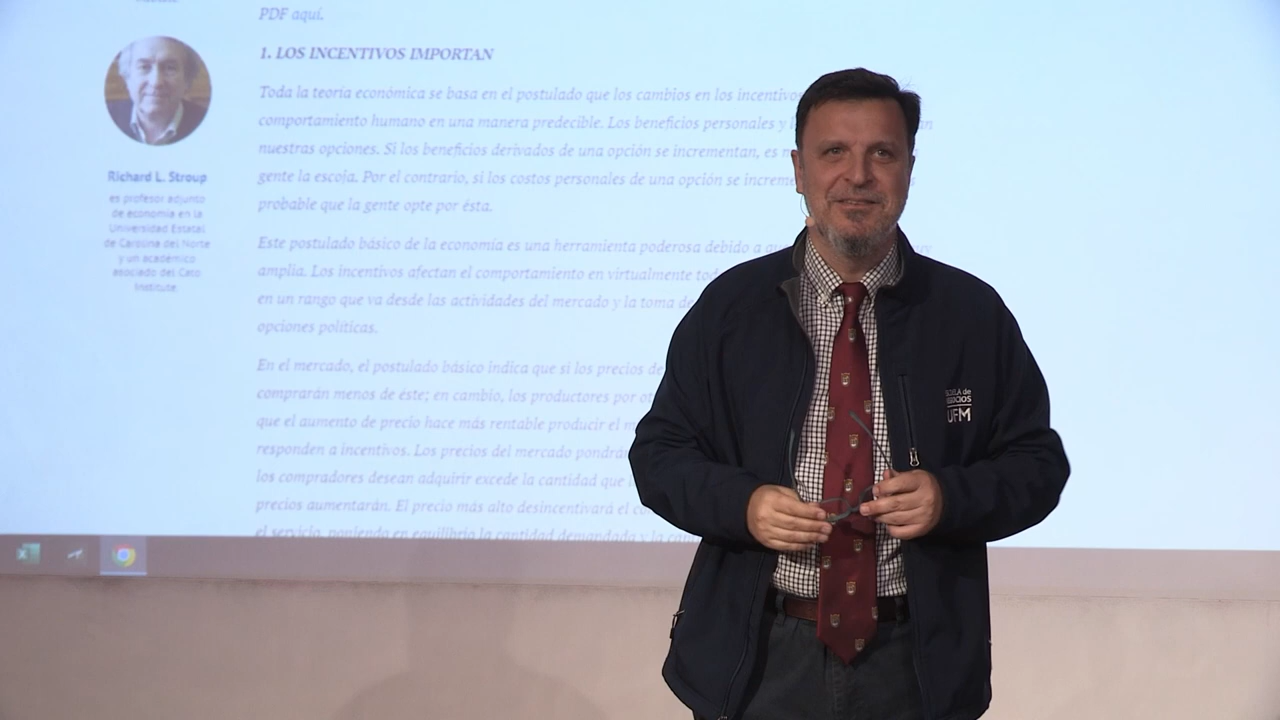 PDF aquí.
1. LOS INCENTIVOS IMPORTAN
Toda la teoría económica se basa en el postulado que los cambios en los incentivos
comportamiento humano en una manera predecible. Los beneficios personales y
nuestras opciones. Si los beneficios derivados de una opción se incrementan, es
gente la escoja. Por el contrario, si los costos personales de una opción se
probable que la gente opte por ésta.
Este postulado básico de la economía es una herramienta poderosa debido a
amplia. Los incentivos afectan el comportamiento en virtualmente
en un rango que va desde las actividades del mercado y la toma de
opciones políticas.
En el mercado, el postulado básico indica que si los precios de
comprarán menos de éste; en cambio, los productores por
que el aumento de precio hace más rentable producir el
responden a incentivos. Los precios del mercado pondrán
los compradores desean adquirir excede la cantidad que
precios aumentarán. El precio más alto desincentivará el
el servicio, poniendo en equilibrio la cantidad demandada y la
Richard L. Stroup
es profesor adjunto
de economía en la
Universidad Estatal
de Carolina del Norte
y un académico
asociado del Cato
Institute.
UFM